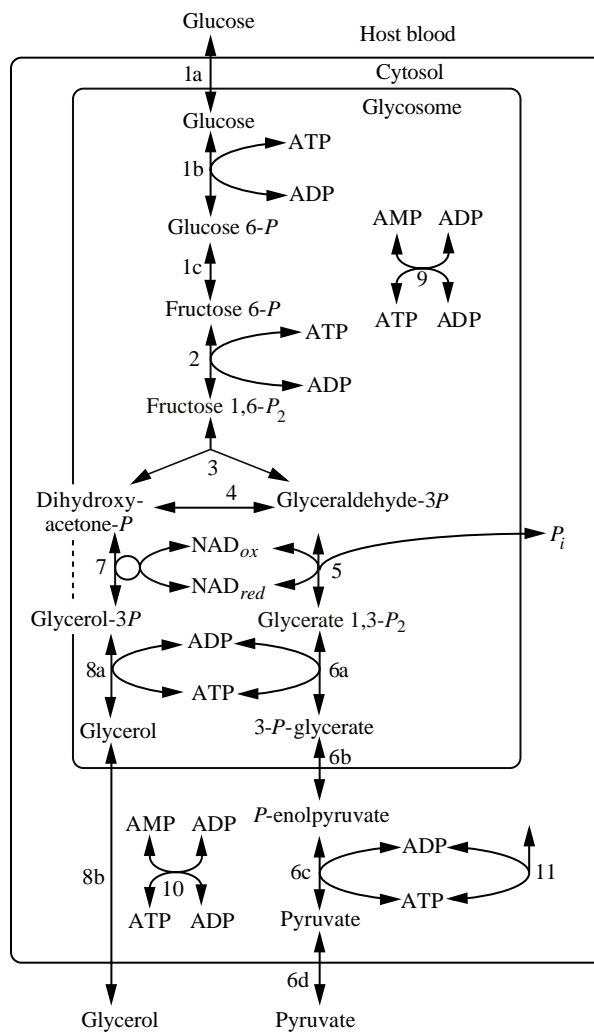 Glucose
Host blood
1a
Cytosol
Glycosome
Glucose
ATP
1b
ADP
Glucose 6-P
AMP ADP
1c
9
Fructose 6-P
ATP ADP
ATP
2
ADP
Fructose 1,6-P2
3
Dihydroxy-
acetone-P
4
Glyceraldehyde-3P
Pi
7
NADox
5
NADred
Glycerol-3P
Glycerate 1,3-P2
ADP
8a
6a
ATP
Glycerol
3-P-glycerate
6b
P-enolpyruvate
AMP ADP
ADP
8b
10
6c
11
ATP
ATP ADP
Pyruvate
6d
Glycerol
Pyruvate